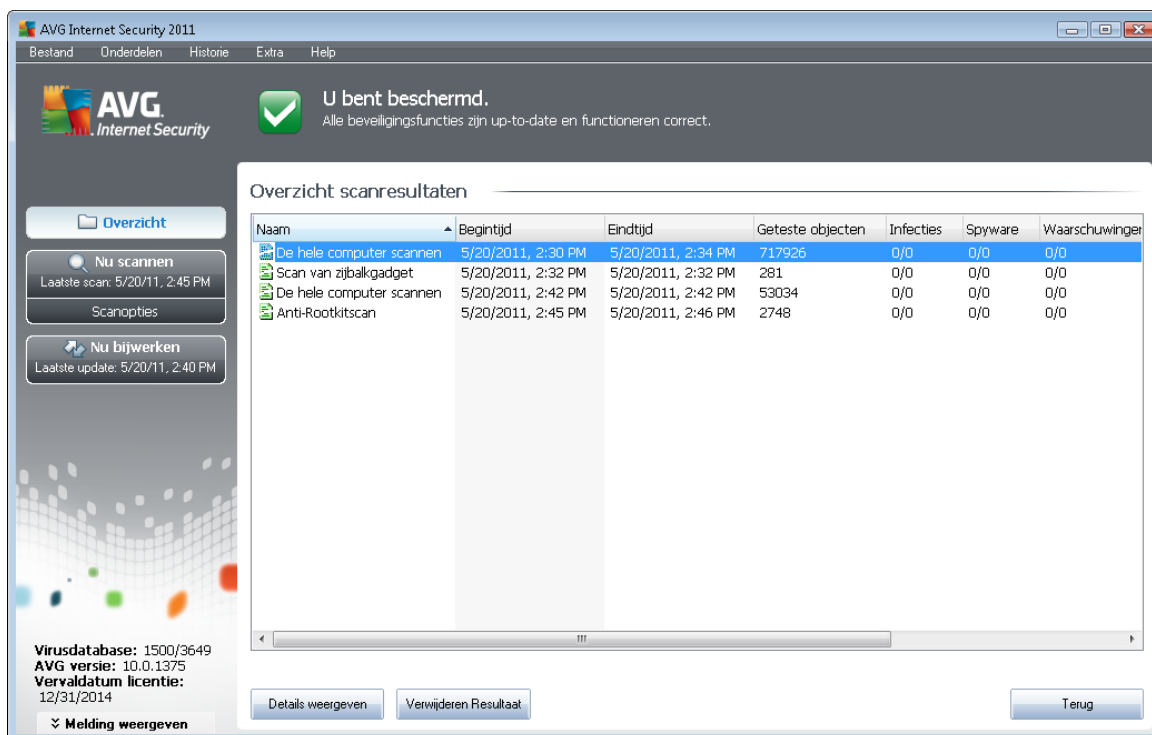 AVG Internet Security 2011
Bestand Onderdelen Historie Extra Help
AVG.
Internet Security
U bent beschermd.
Alle beveiligingsfuncties zijn up-to-date en functioneren correct.
Overzicht
Nu scannen
Laatste scan: 5/20/11, 2:45 PM
Scanopties
Nu bijwerken
Laatste update: 5/20/11, 2:40 PM
Virusdatabase: 1500/3649
AVG versie: 10.0.1375
Vervaldatum licentie:
12/31/2014
Melding weergeven
Overzicht scanresultaten
Naam Begintijd Eindtijd Geteste objecten Infecties Spyware Waarschuwinger
De hele computer scannen 5/20/2011, 2:30 PM 5/20/2011, 2:34 PM 717926 0/0 0/0 0/0
Scan van zijbalkgadget 5/20/2011, 2:32 PM 5/20/2011, 2:32 PM 281 0/0 0/0 0/0
De hele computer scannen 5/20/2011, 2:42 PM 5/20/2011, 2:42 PM 53034 0/0 0/0 0/0
Anti-Rootkitscan 5/20/2011, 2:45 PM 5/20/2011, 2:46 PM 2748 0/0 0/0 0/0
Details weergeven Verwijderen Resultaat Terug